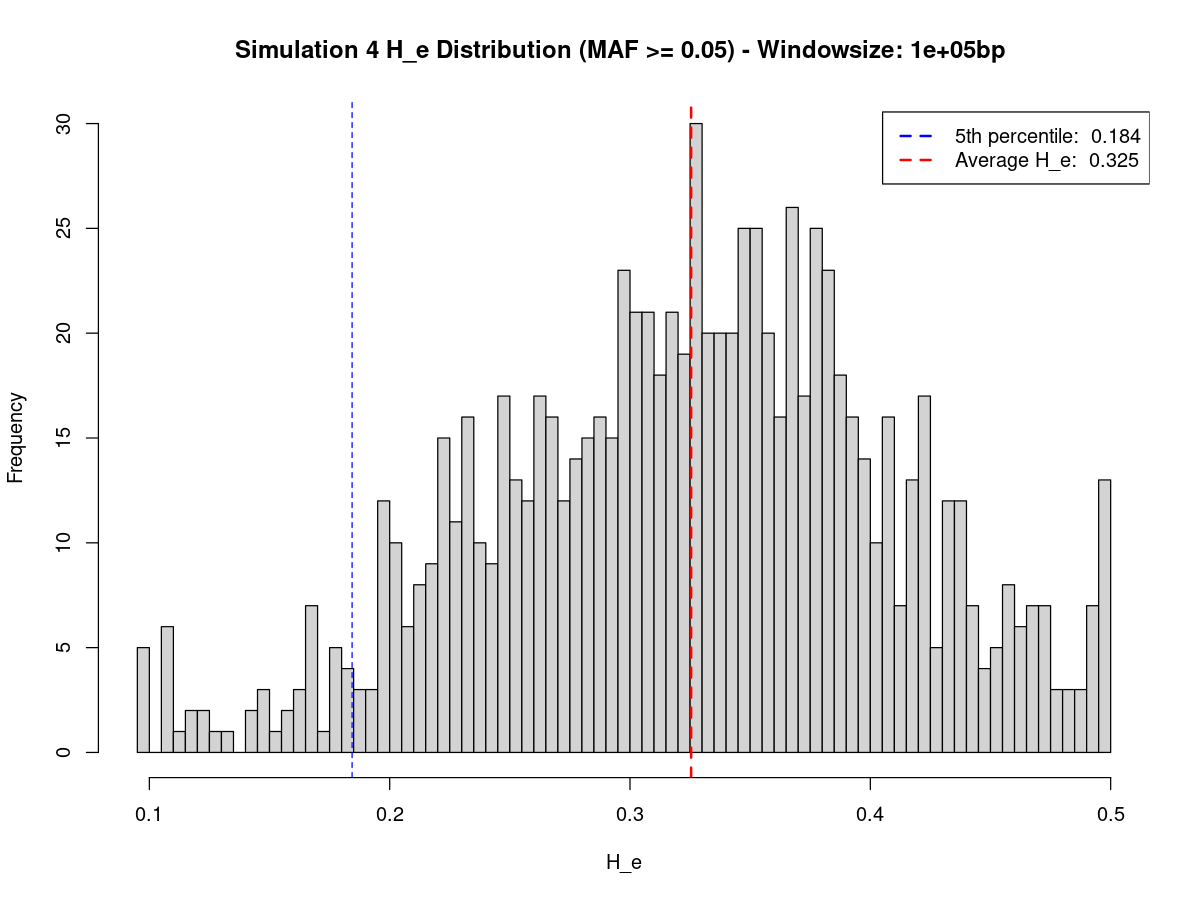 Simulation 4 H_e Distribution (MAF >= 0.05) - Windowsize: 1e+05bp
5th percentile: 0.184
Average H_e: 0.325
Frequency
30
25
20
15
10
5
0
0.1 0.2 0.3 0.4 0.5
H_e